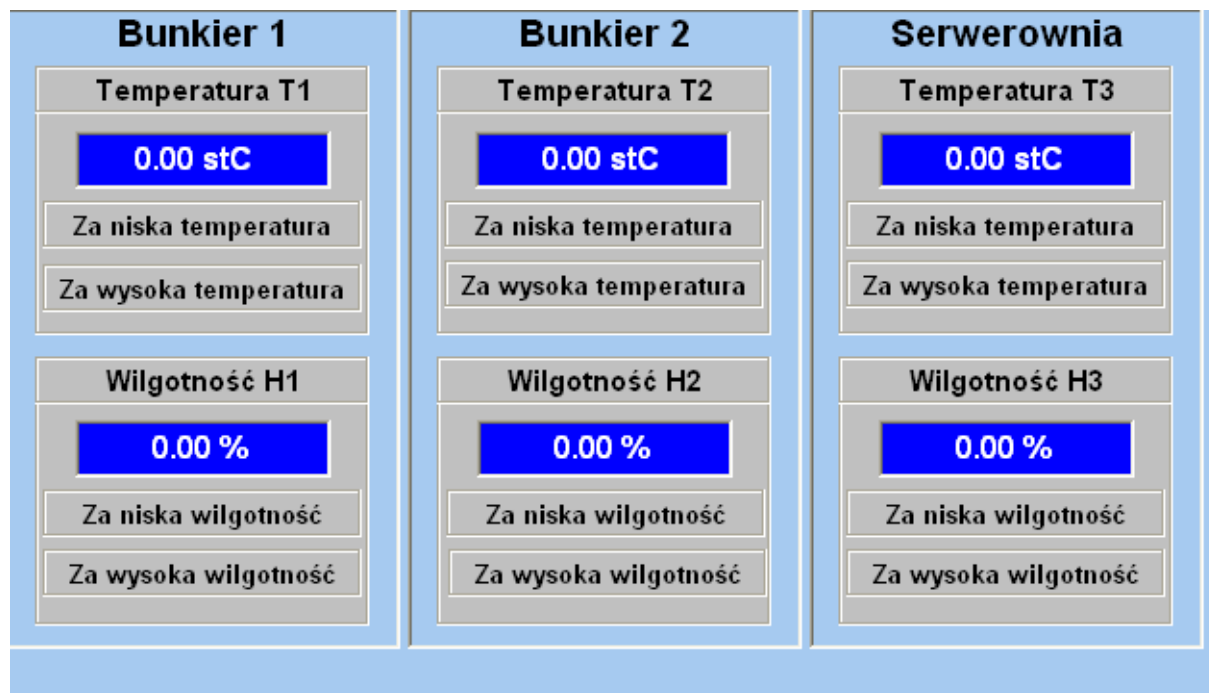 Bunkier 1
Temperatura T1
0.00 stC
Za niska temperatura
Za wysoka temperatura
Wilgotność H1
0.00 %
Za niska wilgotność
Za wysoka wilgotność
Bunkier 2
Temperatura T2
0.00 stC
Za niska temperatura
Za wysoka temperatura
Wilgotność H2
0.00 %
Za niska wilgotność
Za wysoka wilgotność
Serwerownia
Temperatura T3
0.00 stC
Za niska temperatura
Za wysoka temperatura
Wilgotność H3
0.00 %
Za niska wilgotność
Za wysoka wilgotność